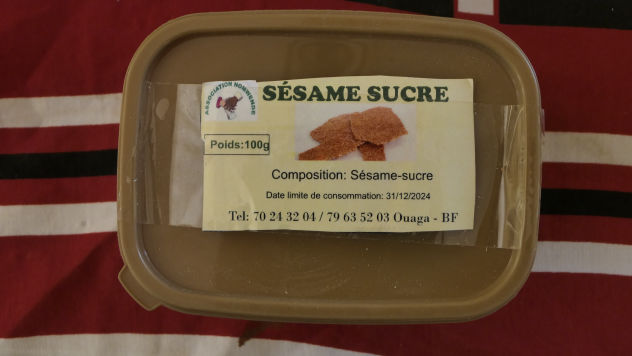 SÉSAME SUCRE
Poids:100g
Composition: Sésame-sucre
Date limite de consommation: 31/12/2024
Tel: 70 24 32 04 / 79 63 52 03 Ouaga - BF
ASSOCIATION